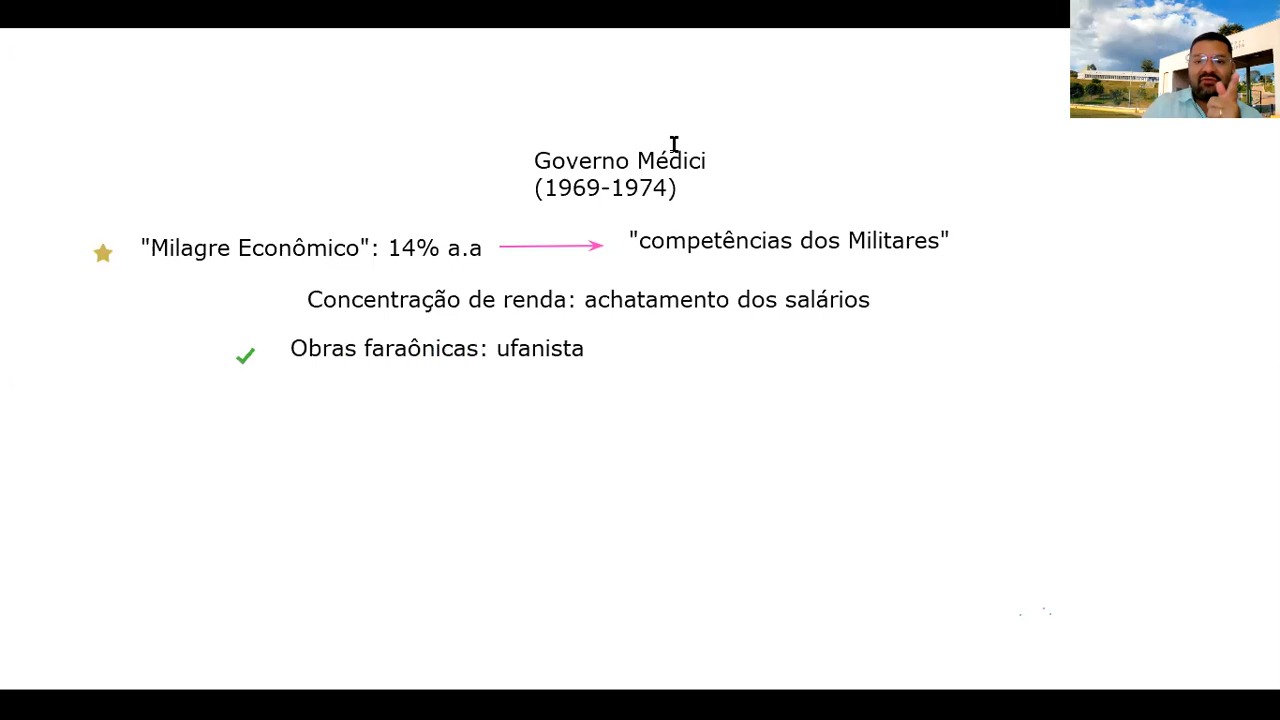 Governo Médici
(1969-1974)
"Milagre Econômico": 14% a.a
"competências dos Militares"
Concentração de renda: achatamento dos salários
Obras faraônicas: ufanista